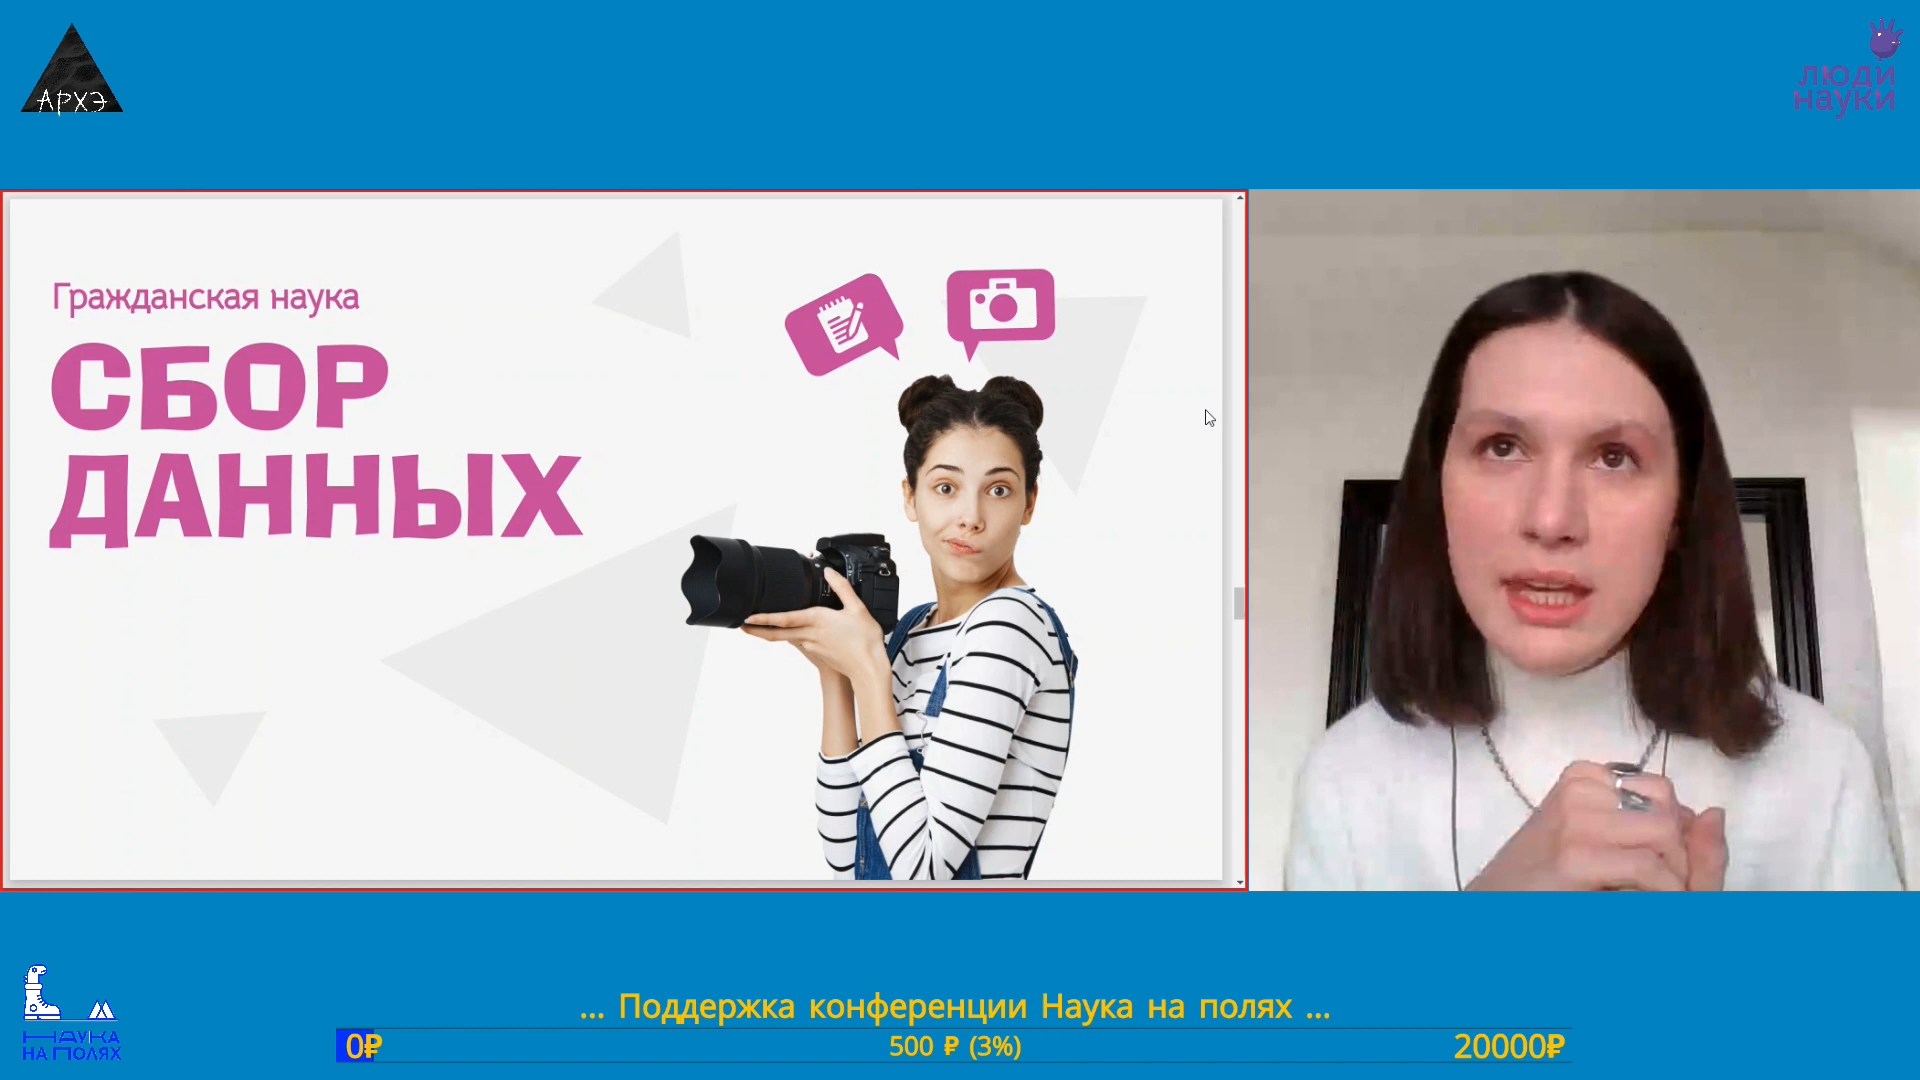 АРХЭ
люди
науки
Гражданская наука
СБОР
ДАННЫХ
... Поддержка конференции Наука на полях ...
0₽
500 ₽ (3%)
20000₽
НАУКА
НА ПОЛЯХ